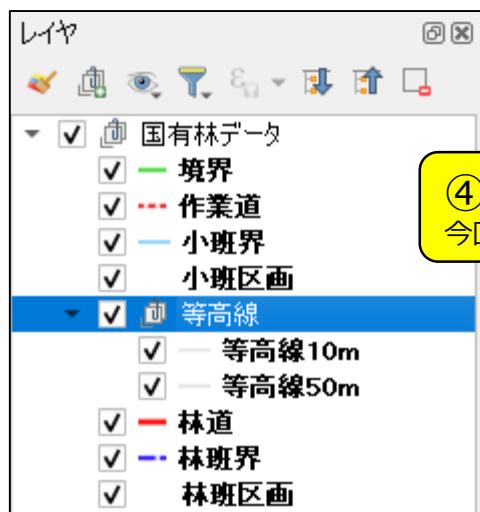 レイヤ
国有林データ
境界
作業道
小班界
小班区画
等高線
等高線10m
等高線50m
林道
林班界
林班区画
④
今回